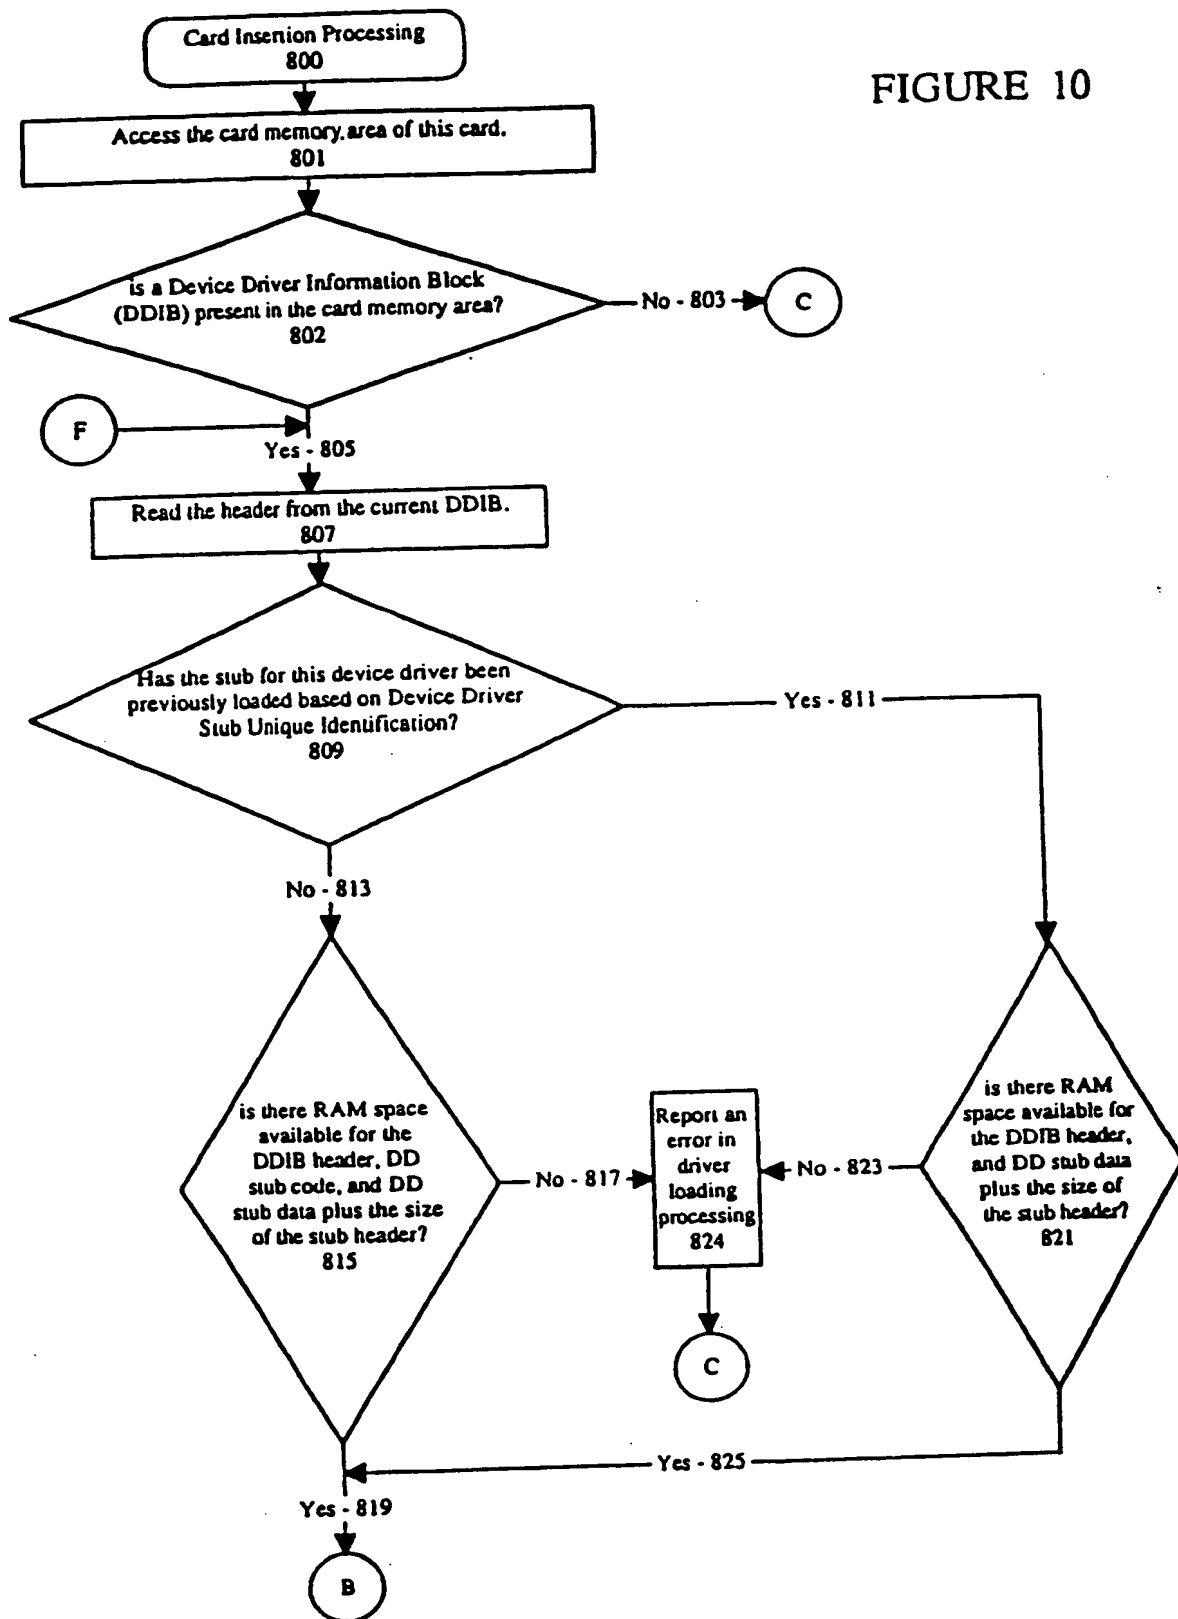 FIGURE 10
Card Insertion Processing
800
Access the card memory area of this card.
801
is a Device Driver Information Block
(DDIB) present in the card memory area?
802
No - 803
C
F
Yes - 805
Read the header from the current DDIB.
807
Has the stub for this device driver been
previously loaded based on Device Driver
Stub Unique Identification?
809
Yes - 811
No - 813
is there RAM space
available for the
DDIB header, DD
stub code, and DD
stub data plus the size
of the stub header?
815
No - 817
Report an
error in
driver
loading
processing
824
No - 823
is there RAM
space available for
the DDIB header,
and DD stub data
plus the size of
the stub header?
821
C
Yes - 825
Yes - 819
B